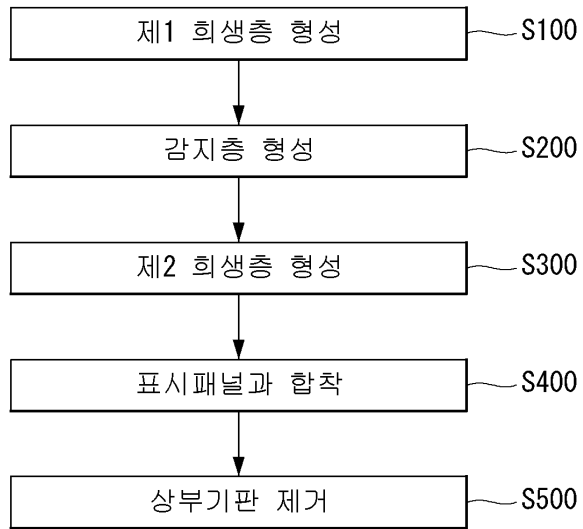 제1 희생층 형성 S100
감지층 형성 S200
제2 희생층 형성 S300
표시패널과 합착 S400
상부기판 제거 S500